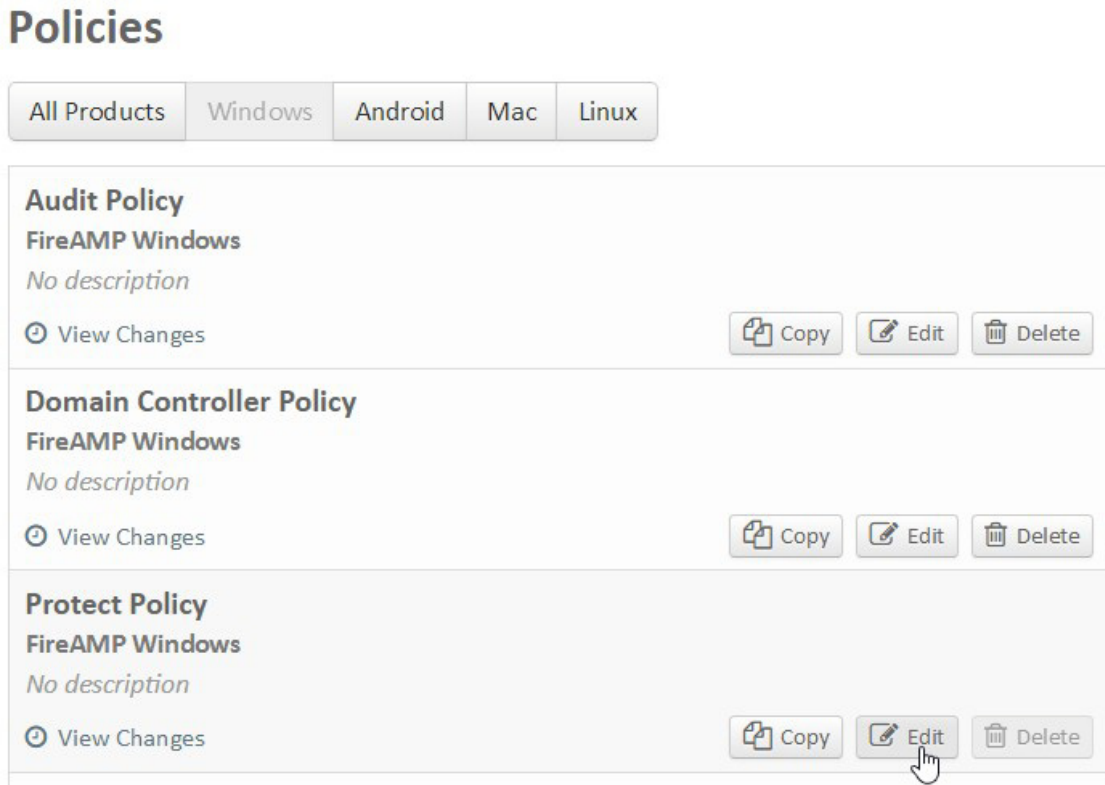 Policies
All Products Windows Android Mac Linux
Audit Policy
FireAMP Windows
No description
View Changes Copy Edit Delete
Domain Controller Policy
FireAMP Windows
No description
View Changes Copy Edit Delete
Protect Policy
FireAMP Windows
No description
View Changes Copy Edit Delete